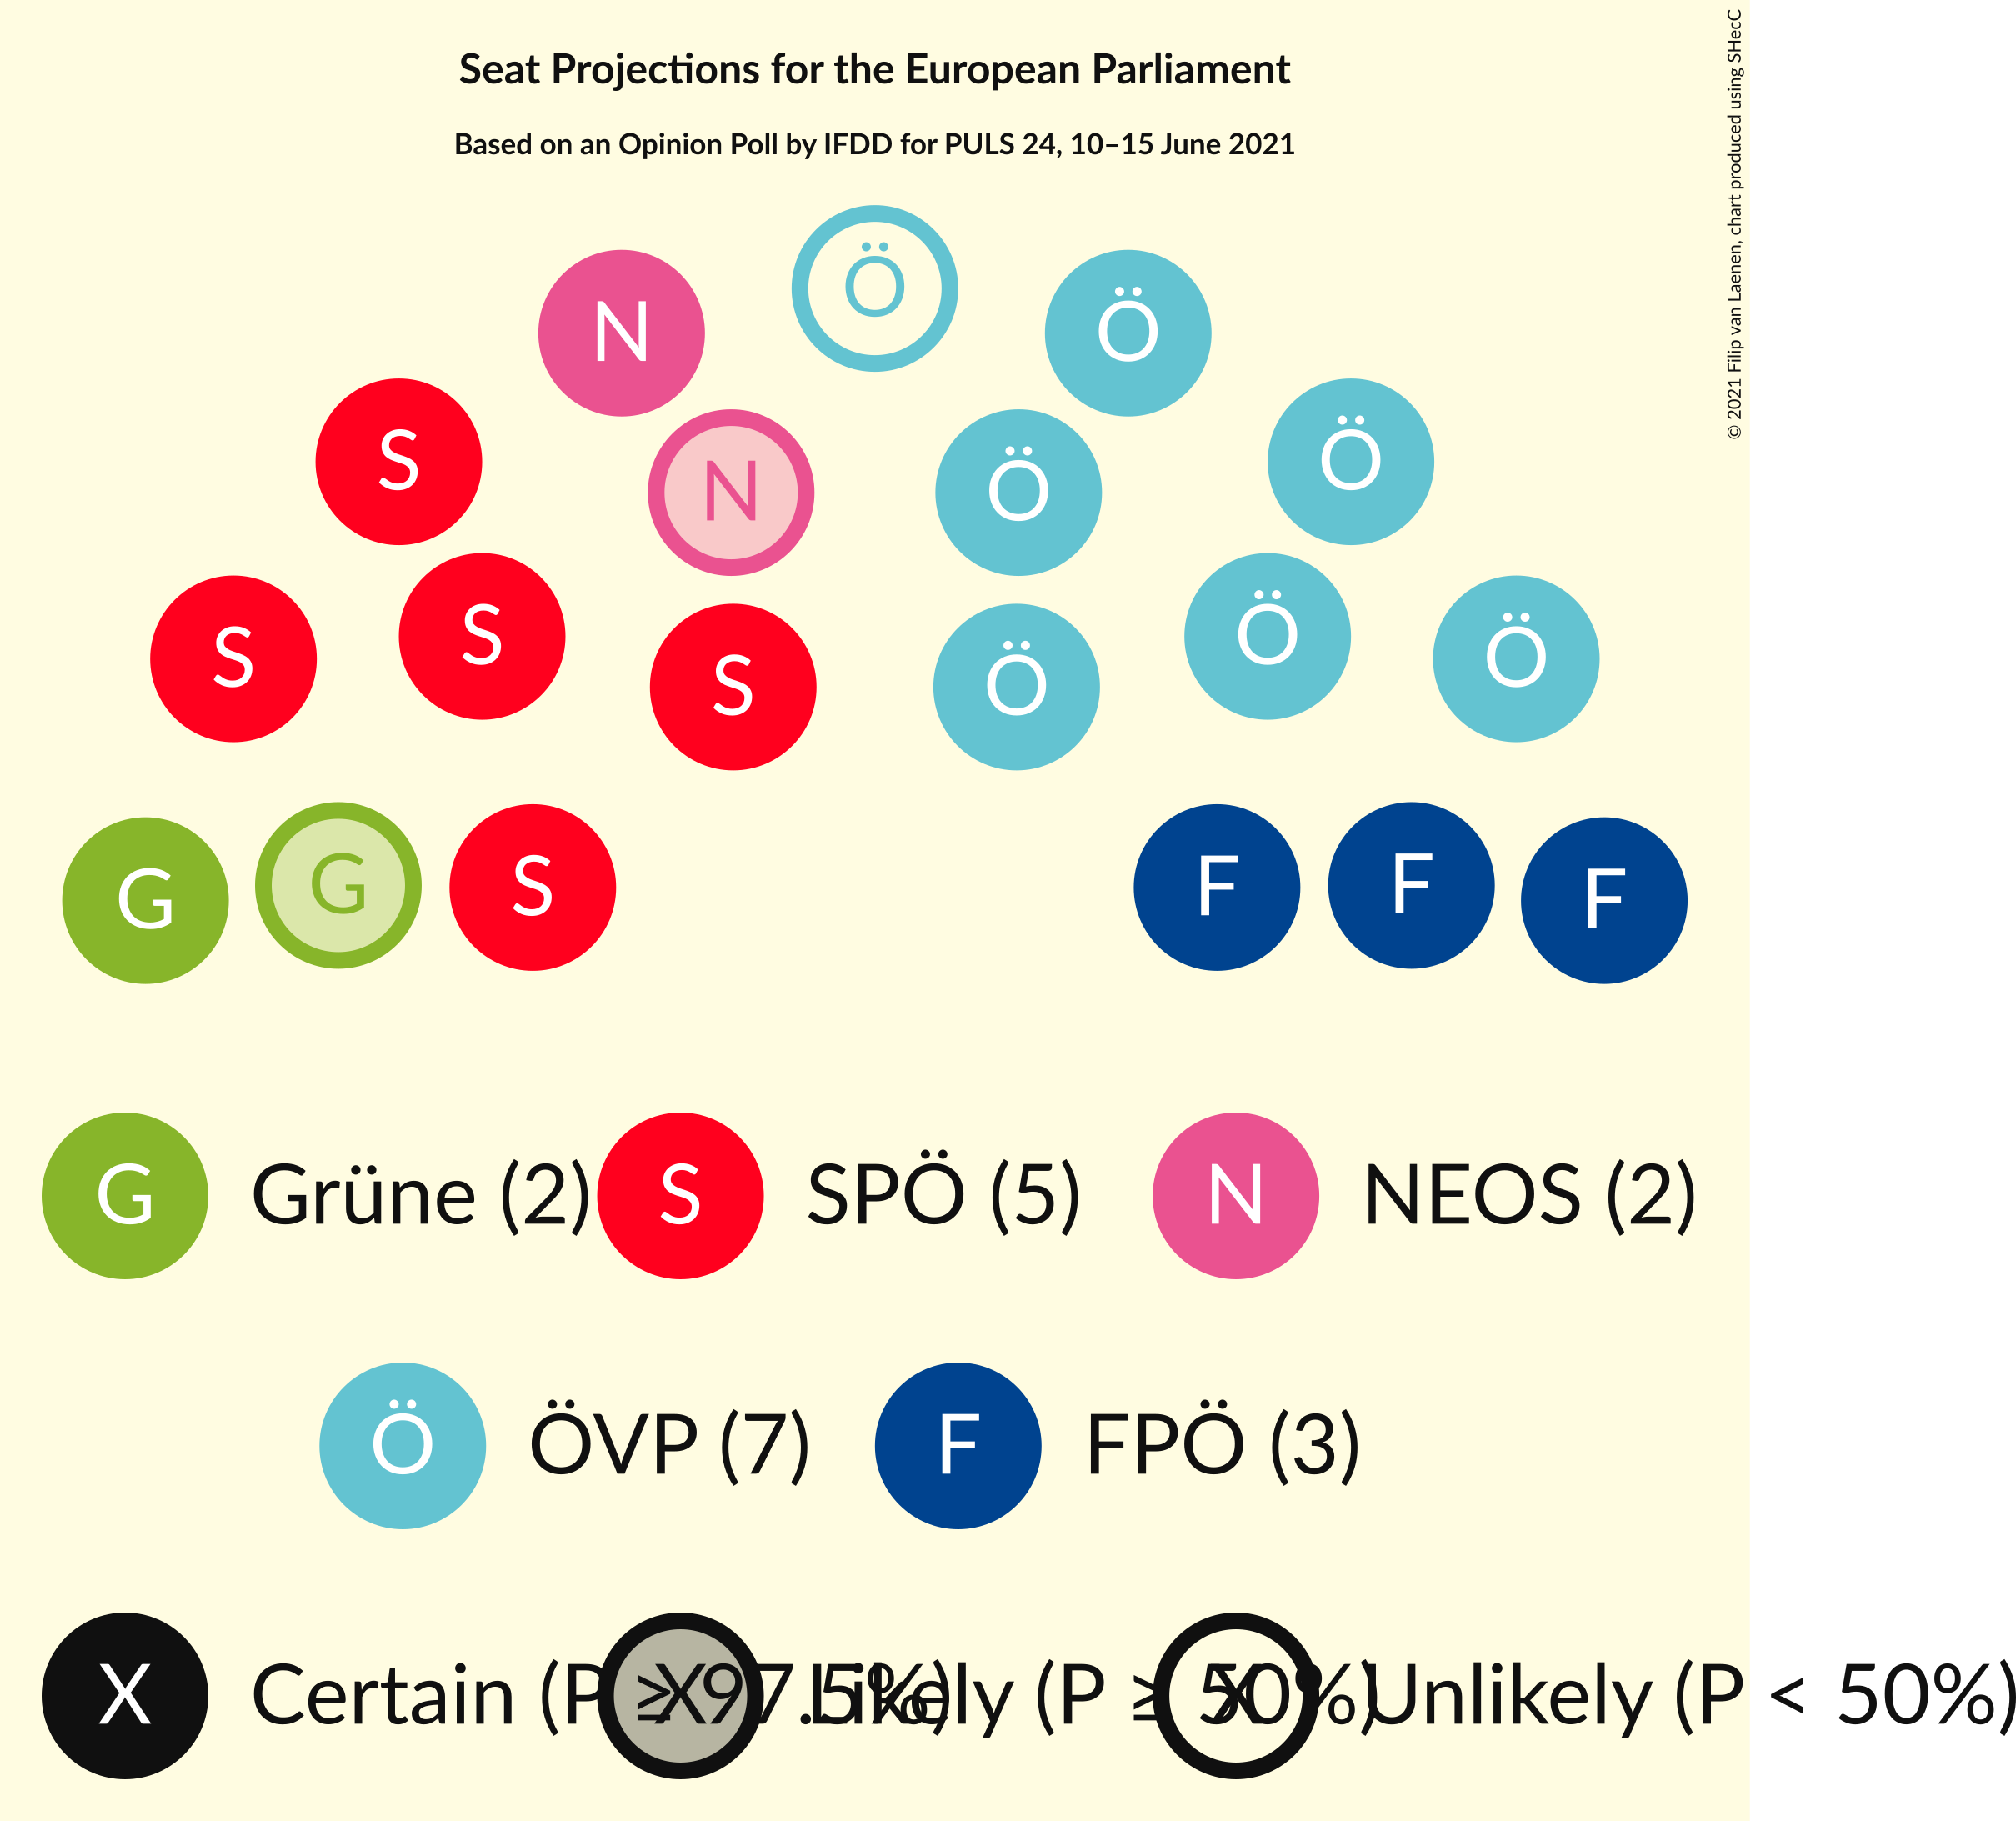 Seat Projections for the European Parliament
Based on an Opinion Poll by IFDD for PULS 24, 10–15 June 2021
© 2021 Filip van Laenen, chart produced using SHecC
Ö
N Ö
S Ö
N Ö
S S Ö Ö
S Ö
G G S F F F
G Grüne (2) S SPÖ (5) N NEOS (2)
Ö ÖVP (7) F FPÖ (3)
X Certain (P ≥ 97.5%) X Likely (P ≥ 50%) X Unlikely (P < 50%)